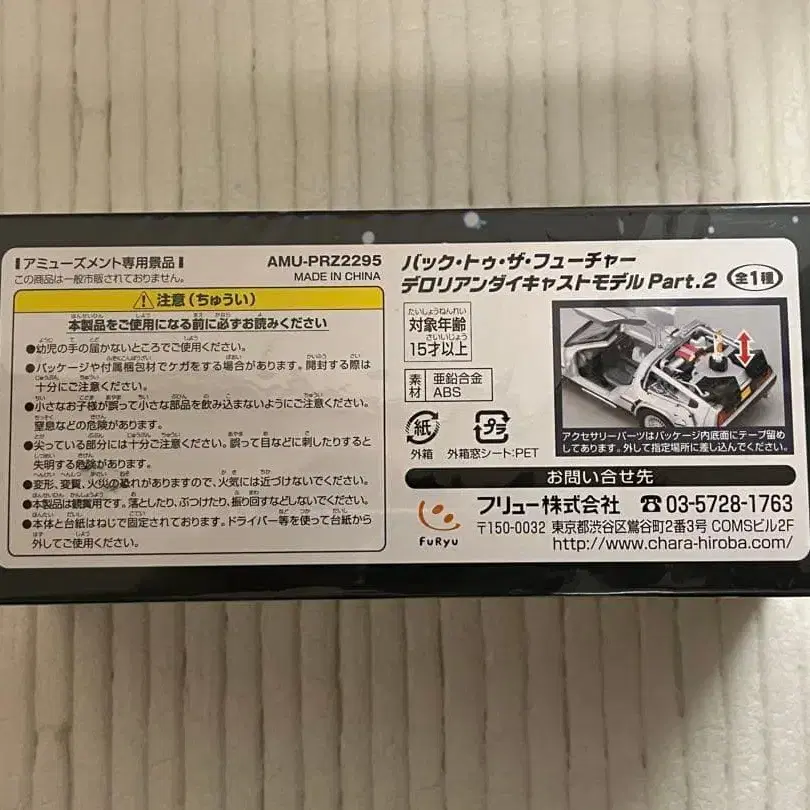 【アミューズメント専用景品】
この商品は一般市販されておりません。
AMU-PRZ2295
MADE IN CHINA
注意（ちゅうい）
本製品をご使用になる前に必ずお読みください
●幼児の手の届かないところでご使用ください。
●パッケージや付属梱包材でケガをする場合があります。開封する際は
十分にご注意ください。
●小さなお子様が誤って小さな部品を飲み込まないようにご注意ください。
窒息などの危険があります。
●尖っている部分には十分ご注意ください。誤って目などに刺したりすると
失明する危険があります。
●変形、変質、火災の恐れがありますので、火気には近づけないでください。
●本製品は観賞用です。落としたり、ぶつけたり、振り回すなどしないでください。
●本体と台紙はねじで固定されております。ドライバー等を使って台紙から
外してご使用ください。
バック・トゥ・ザ・フューチャー
デロリアンダイキャストモデル Part.2 全1種
たいしょうねんれい
対象年齢
さいいじょう
15才以上
素材
亜鉛合金
ABS
紙
外箱
プラ
外箱窓シート:PET
アクセサリーパーツはパッケージ内底面にテープ留め
してあります。外して指定場所に差し込んでください。
お問い合せ先
FuRyu
フリュー株式会社 ☎03-5728-1763
〒150-0032 東京都渋谷区鶯谷町2番3号 COMSビル2F
http://www.chara-hiroba.com/